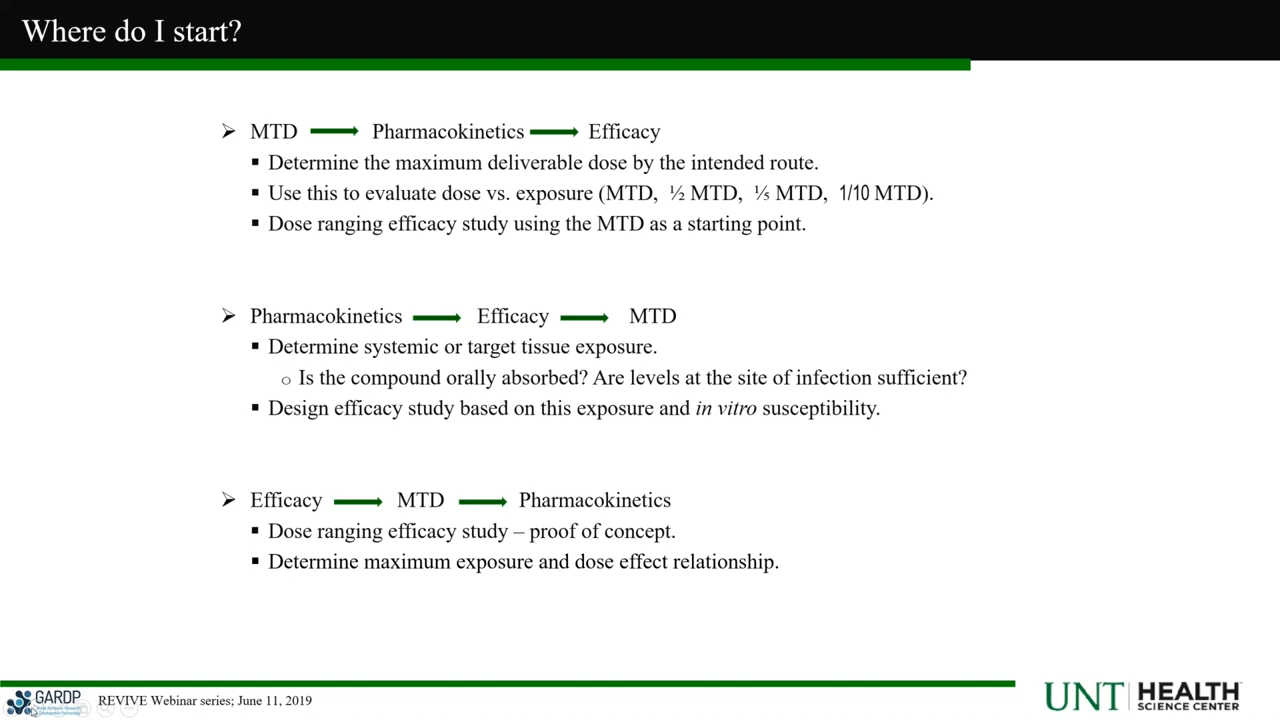 Where do I start?
MTD Pharmacokinetics Efficacy
Determine the maximum deliverable dose by the intended route.
Use this to evaluate dose vs. exposure (MTD, ½ MTD, ⅕ MTD, 1/10 MTD).
Dose ranging efficacy study using the MTD as a starting point.
Pharmacokinetics Efficacy MTD
Determine systemic or target tissue exposure.
Is the compound orally absorbed? Are levels at the site of infection sufficient?
Design efficacy study based on this exposure and in vitro susceptibility.
Efficacy MTD Pharmacokinetics
Dose ranging efficacy study – proof of concept.
Determine maximum exposure and dose effect relationship.
GARDP
REVIVE Webinar series; June 11, 2019
UNT HEALTH
SCIENCE CENTER